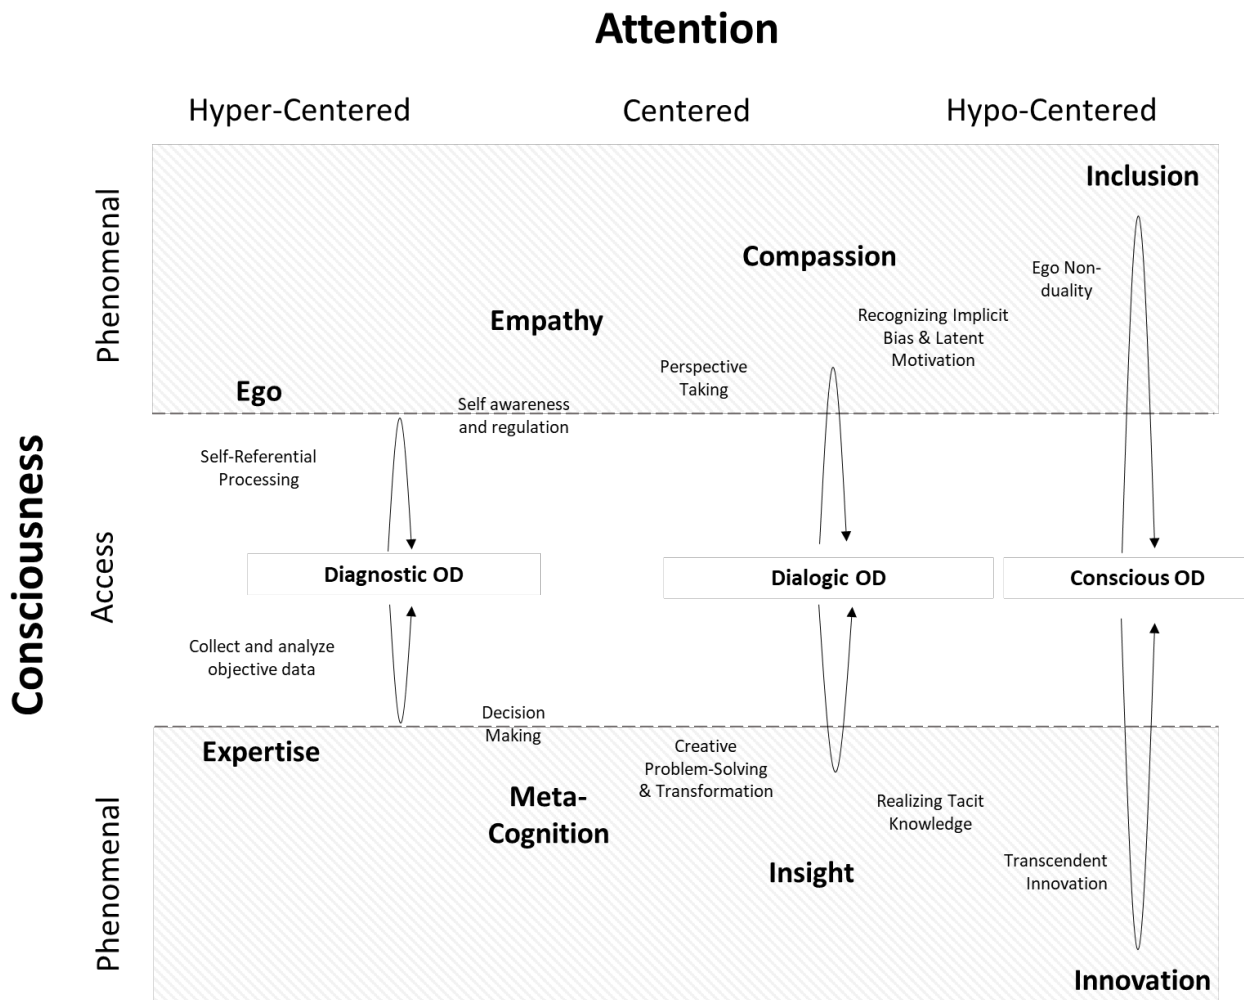 Attention
Hyper-Centered
Centered
Hypo-Centered
Consciousness
Phenomenal
Access
Phenomenal
Inclusion
Compassion
Ego Non-
duality
Empathy
Recognizing Implicit
Bias & Latent
Motivation
Perspective
Taking
Ego
Self awareness
and regulation
Self-Referential
Processing
Diagnostic OD
Dialogic OD
Conscious OD
Collect and analyze
objective data
Decision
Making
Expertise
Creative
Problem-Solving
& Transformation
Meta-
Cognition
Realizing Tacit
Knowledge
Insight
Transcendent
Innovation
Innovation